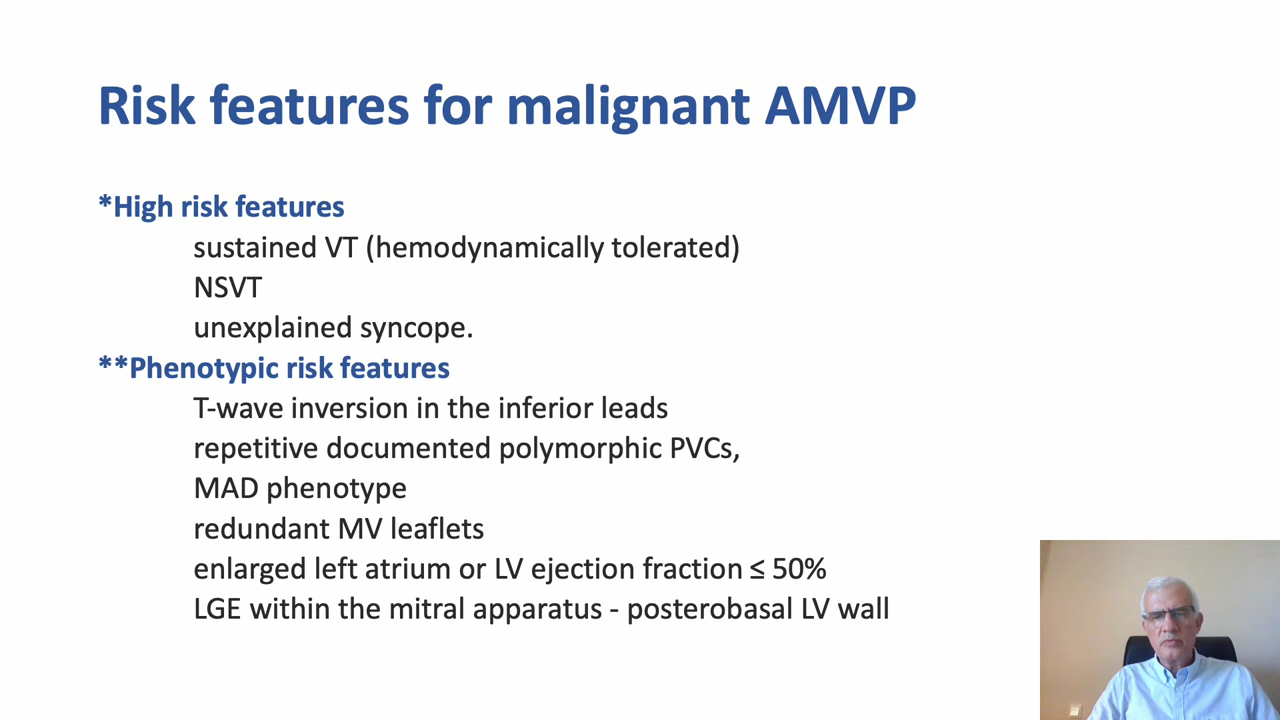 Risk features for malignant AMVP
*High risk features
sustained VT (hemodynamically tolerated)
NSVT
unexplained syncope.
**Phenotypic risk features
T-wave inversion in the inferior leads
repetitive documented polymorphic PVCs,
MAD phenotype
redundant MV leaflets
enlarged left atrium or LV ejection fraction ≤ 50%
LGE within the mitral apparatus - posterobasal LV wall